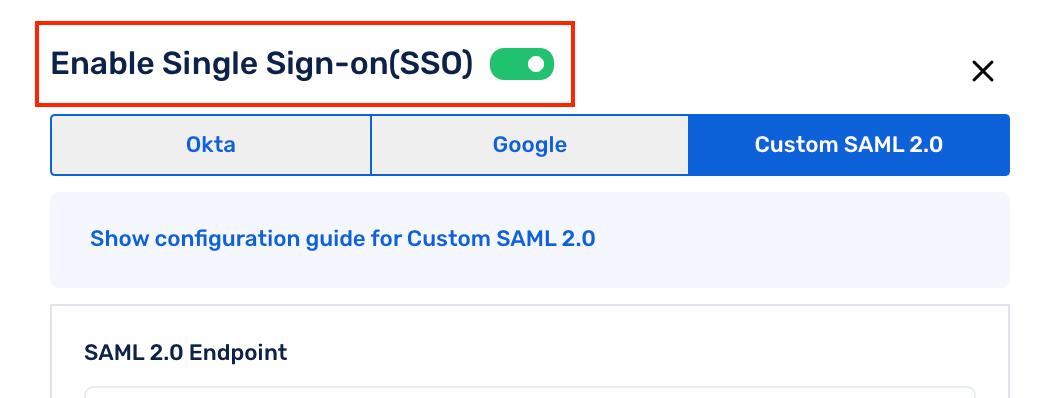 Enable Single Sign-on(SSO)
Okta
Google
Custom SAML 2.0
Show configuration guide for Custom SAML 2.0
SAML 2.0 Endpoint